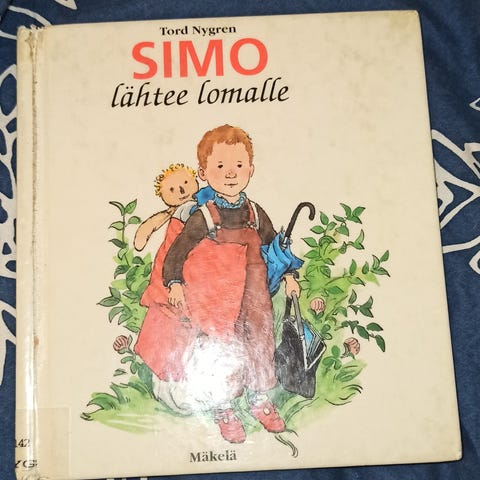 Tord Nygren
SIMO
lähtee lomalle
Mäkelä